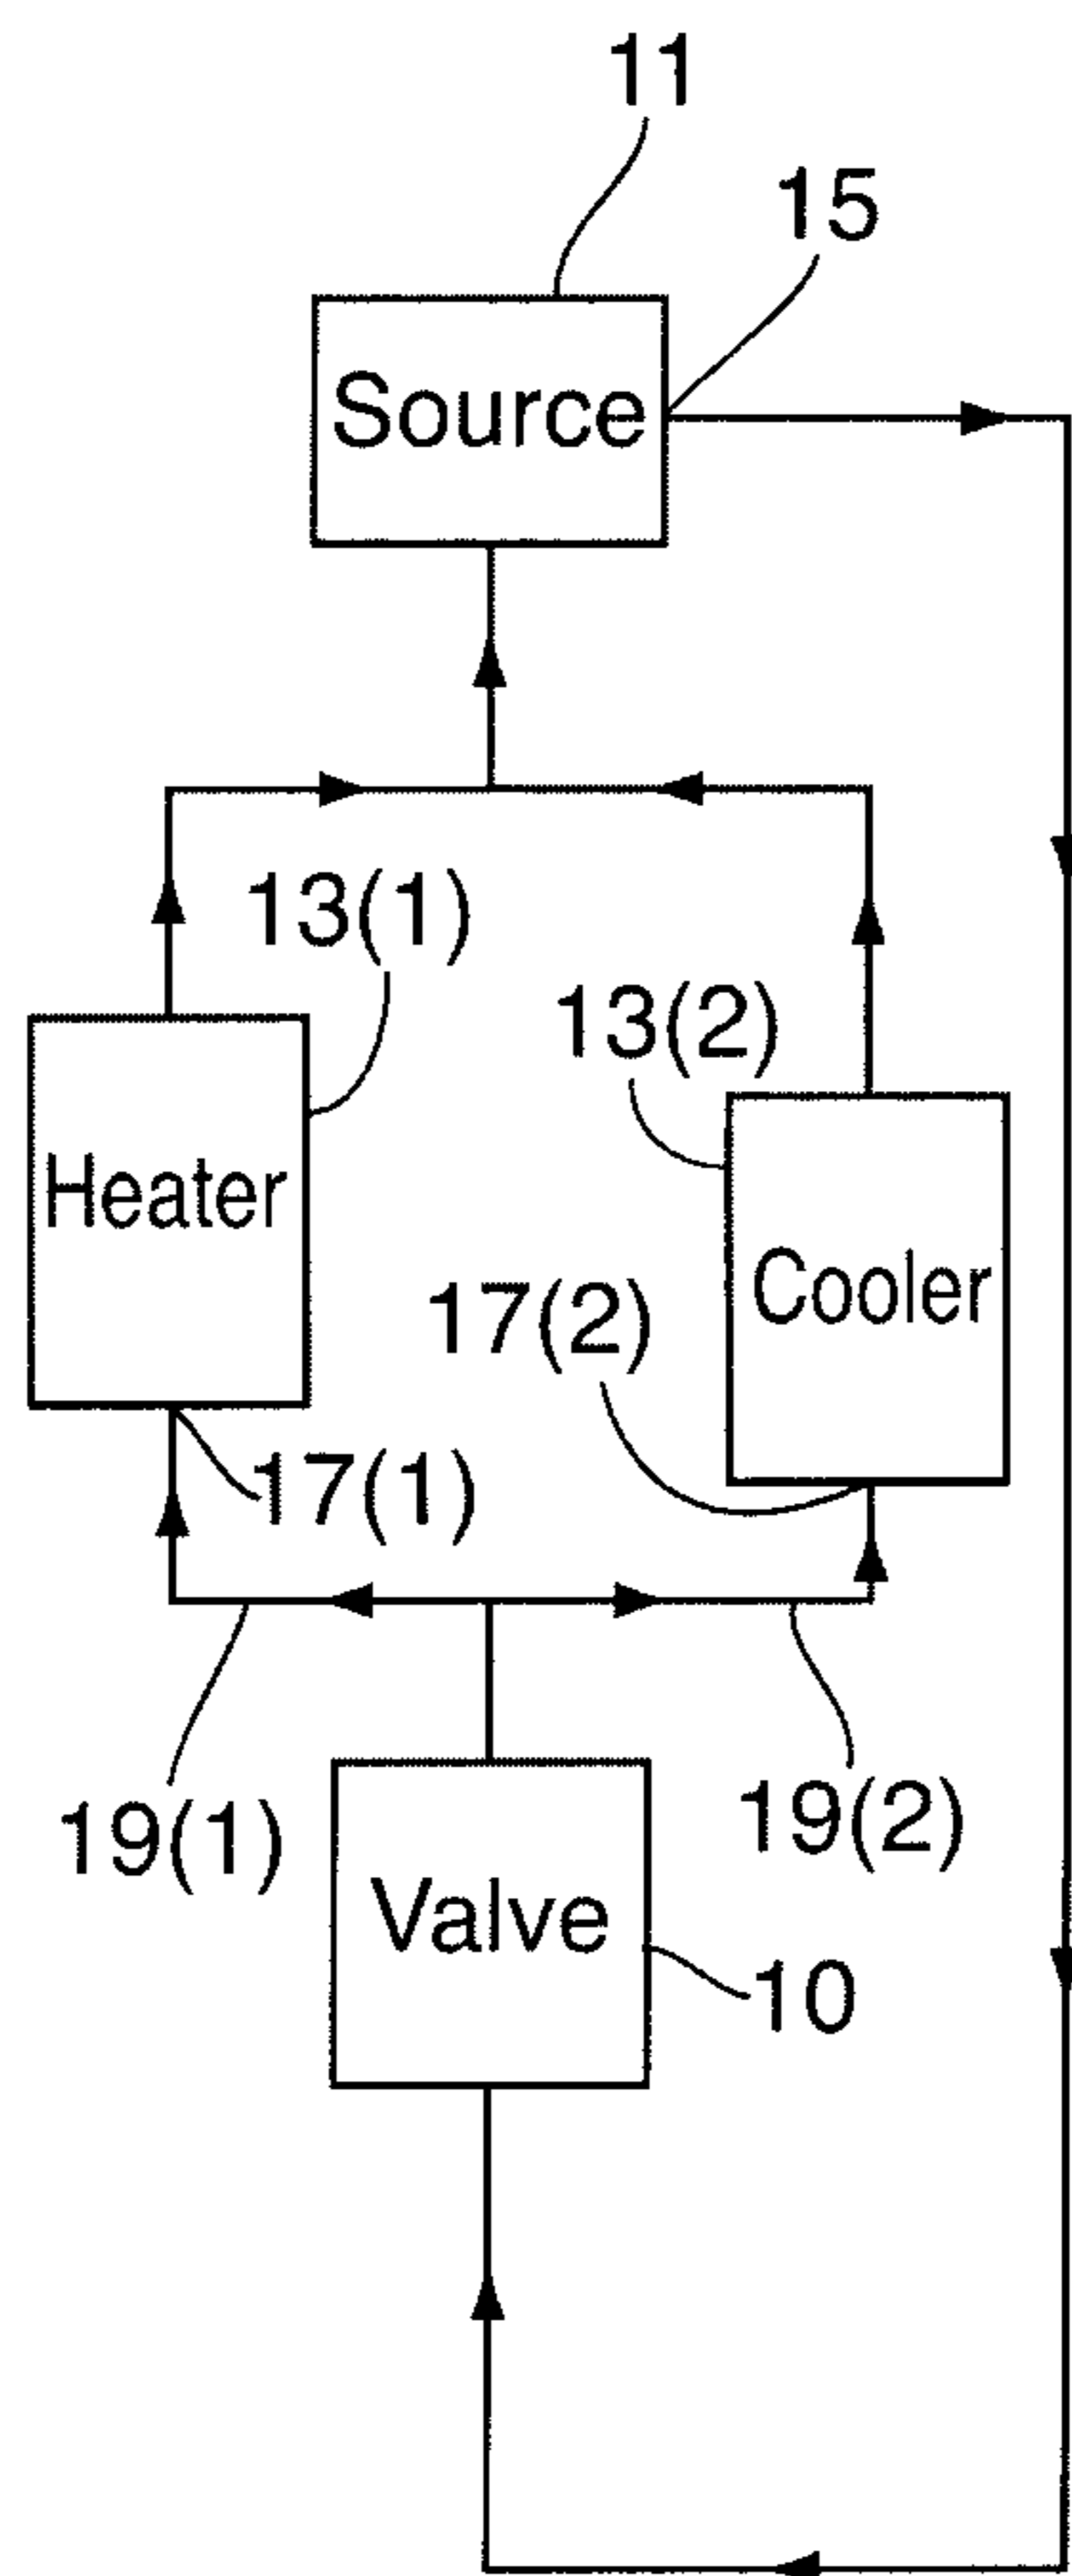 11
15
Source
13(1)
13(2)
Heater
Cooler
17(2)
17(1)
19(1)
19(2)
Valve
10